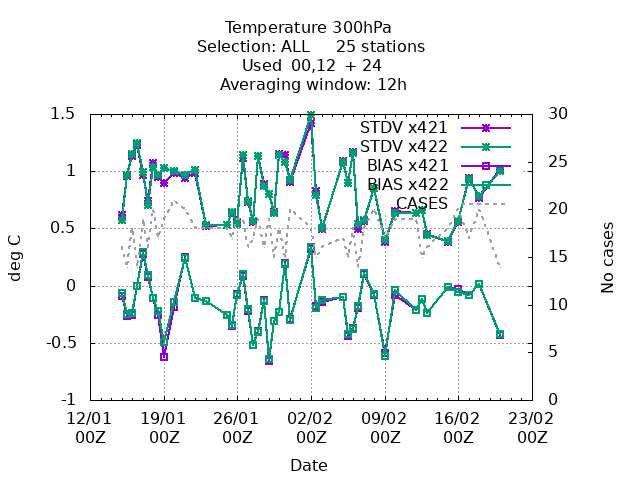 Temperature 300hPa
Selection: ALL 25 stations
Used 00,12 + 24
Averaging window: 12h
1.5
1
0.5
0
-0.5
-1
30
25
20
15
10
5
0
STDV x421
STDV x422
BIAS x421
BIAS x422
CASES
deg C
No cases
12/01 19/01 26/01 02/02 09/02 16/02 23/02
00Z 00Z 00Z 00Z 00Z 00Z 00Z
Date